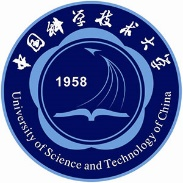 中国科学技术大学
1958
University of Science and Technology of China